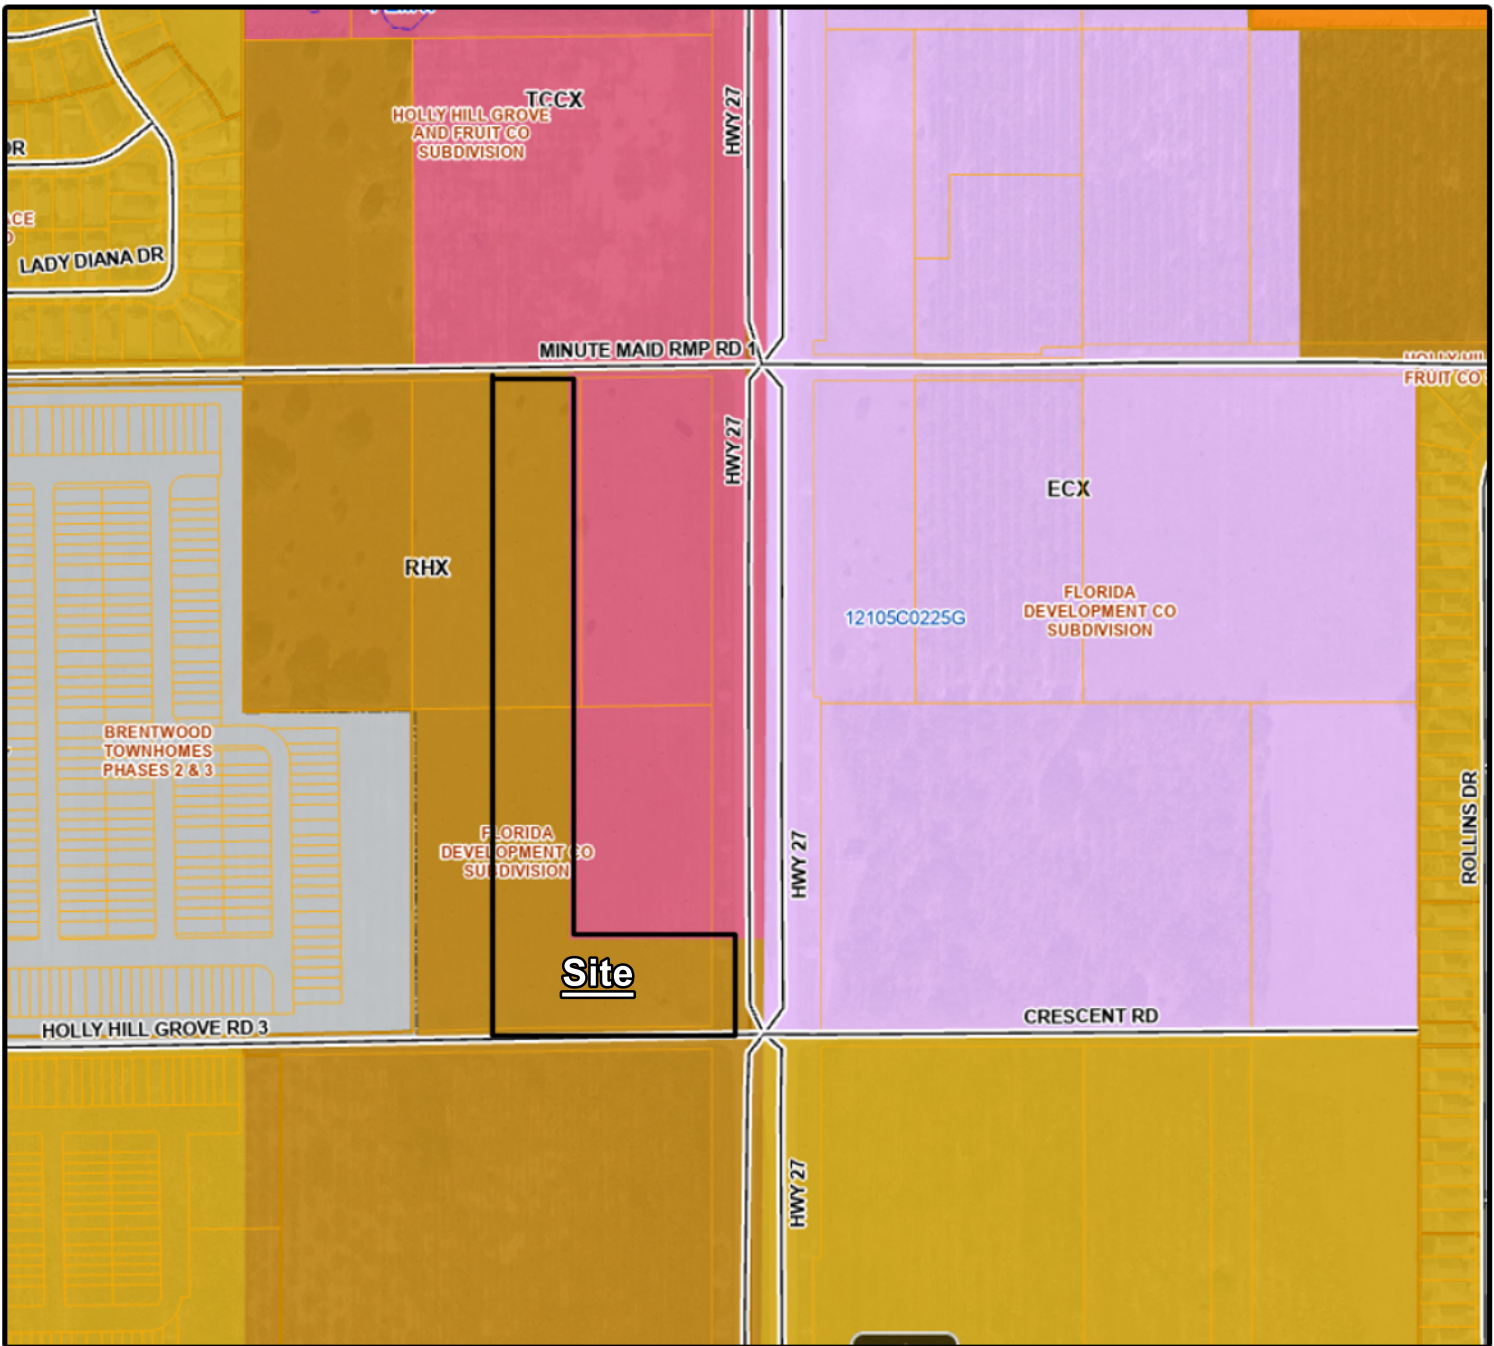 TCCX
HOLLY HILL GROVE
AND FRUIT CO
SUBDIVISION
HWY 27
DR
LADY DIANA DR
MINUTE MAID RMP RD 1
FRUIT CO
HWY 27
ECX
RHX
FLORIDA
DEVELOPMENT CO
SUBDIVISION
12105C0225G
BRENTWOOD
TOWNHOMES
PHASES 2 & 3
FLORIDA
DEVELOPMENT CO
SUBDIVISION
HWY 27
ROLLINS DR
Site
HOLLY HILL GROVE RD 3
CRESCENT RD
HWY 27